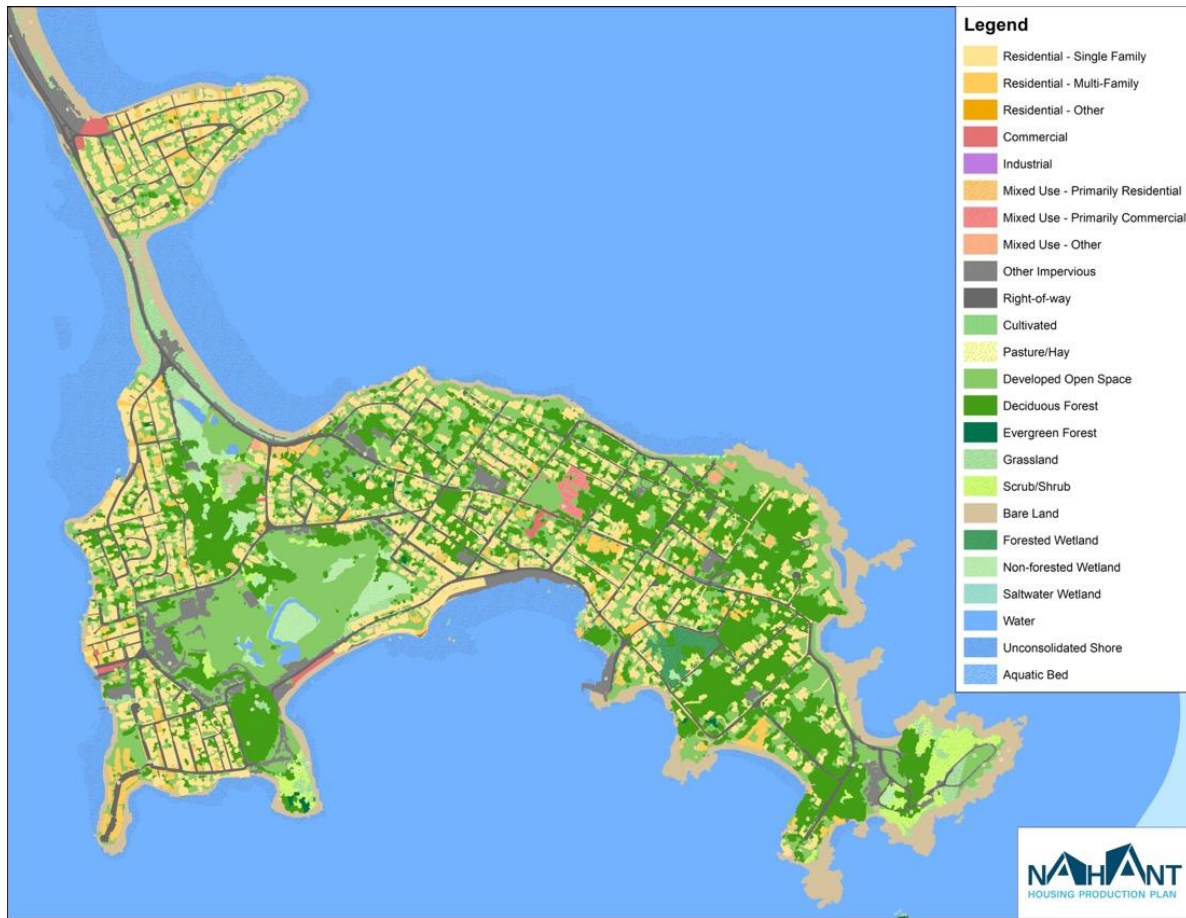 Legend
Residential - Single Family
Residential - Multi-Family
Residential - Other
Commercial
Industrial
Mixed Use - Primarily Residential
Mixed Use - Primarily Commercial
Mixed Use - Other
Other Impervious
Right-of-way
Cultivated
Pasture/Hay
Developed Open Space
Deciduous Forest
Evergreen Forest
Grassland
Scrub/Shrub
Bare Land
Forested Wetland
Non-forested Wetland
Saltwater Wetland
Water
Unconsolidated Shore
Aquatic Bed
NAHANT
HOUSING PRODUCTION PLAN